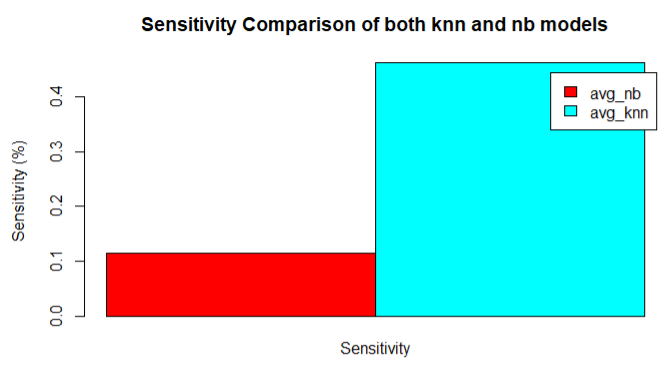 Sensitivity Comparison of both knn and nb models
Sensitivity (%)
0.4
0.3
0.2
0.1
0.0
avg_nb
avg_knn
Sensitivity